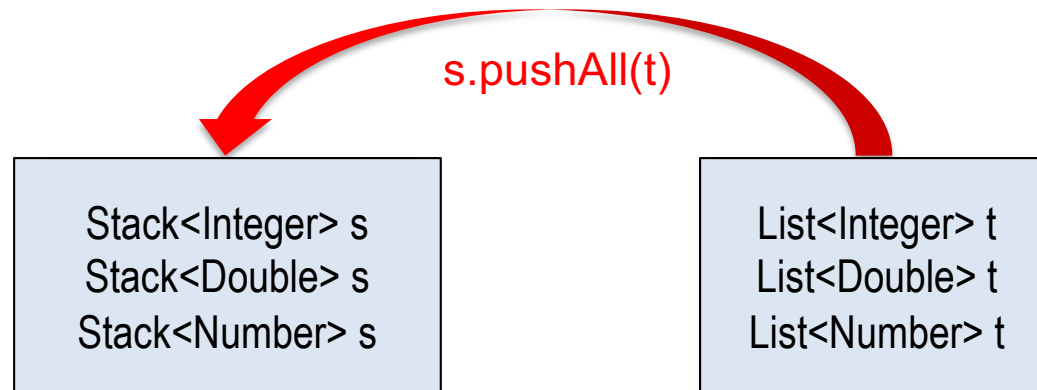 s.pushAll(t)
Stack<Integer> s
Stack<Double> s
Stack<Number> s
List<Integer> t
List<Double> t
List<Number> t